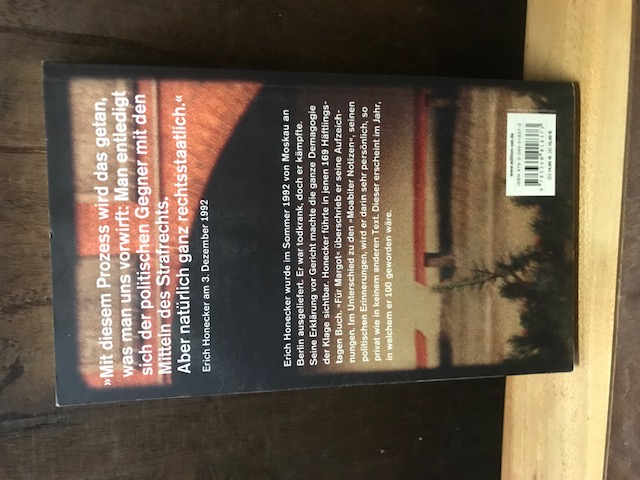 »Mit diesem Prozess wird das getan,
was man uns vorwirft: Man entledigt
sich der politischen Gegner mit den
Mitteln des Strafrechts.
Aber natürlich ganz rechtsstaatlich.«
Erich Honecker am 3. Dezember 1992
Erich Honecker wurde im Sommer 1992 von Moskau an
Berlin ausgeliefert. Er war todkrank, doch er kämpfte.
Seine Erklärung vor Gericht machte die ganze Demagogie
der Klage sichtbar. Honecker führte in jenen 169 Häftlings-
tagen Buch. »Für Margot« überschrieb er seine Aufzeich-
nungen. Im Unterschied zu den »Moabiter Notizen«, seinen
politischen Erinnerungen, wird er darin sehr persönlich, so
privat wie in keinem anderen Text. Dieser erscheint im Jahr,
in welchem er 100 geworden wäre.
www.edition-ost.de